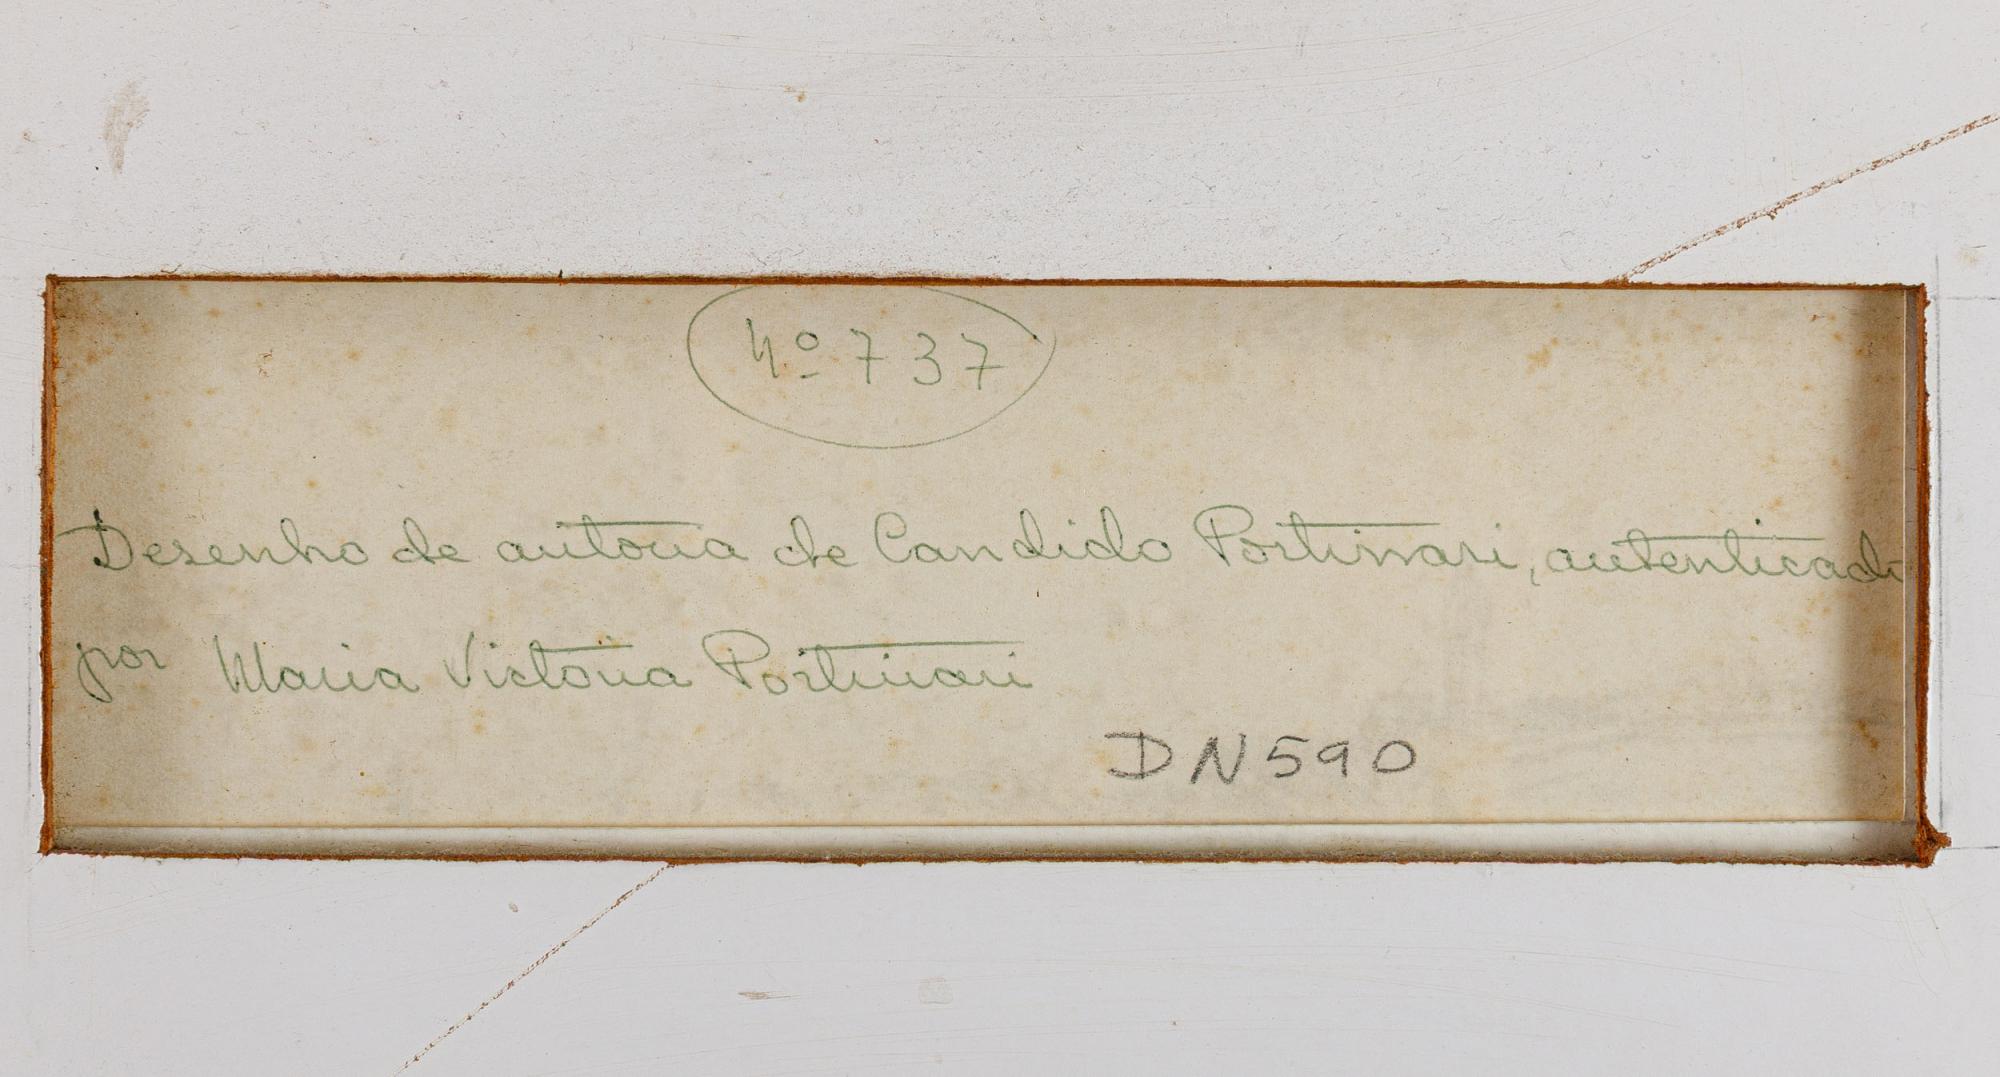 nº 737
Desenho de autoria de Candido Portinari, autenticado
por Maria Victoria Portinari
DN590